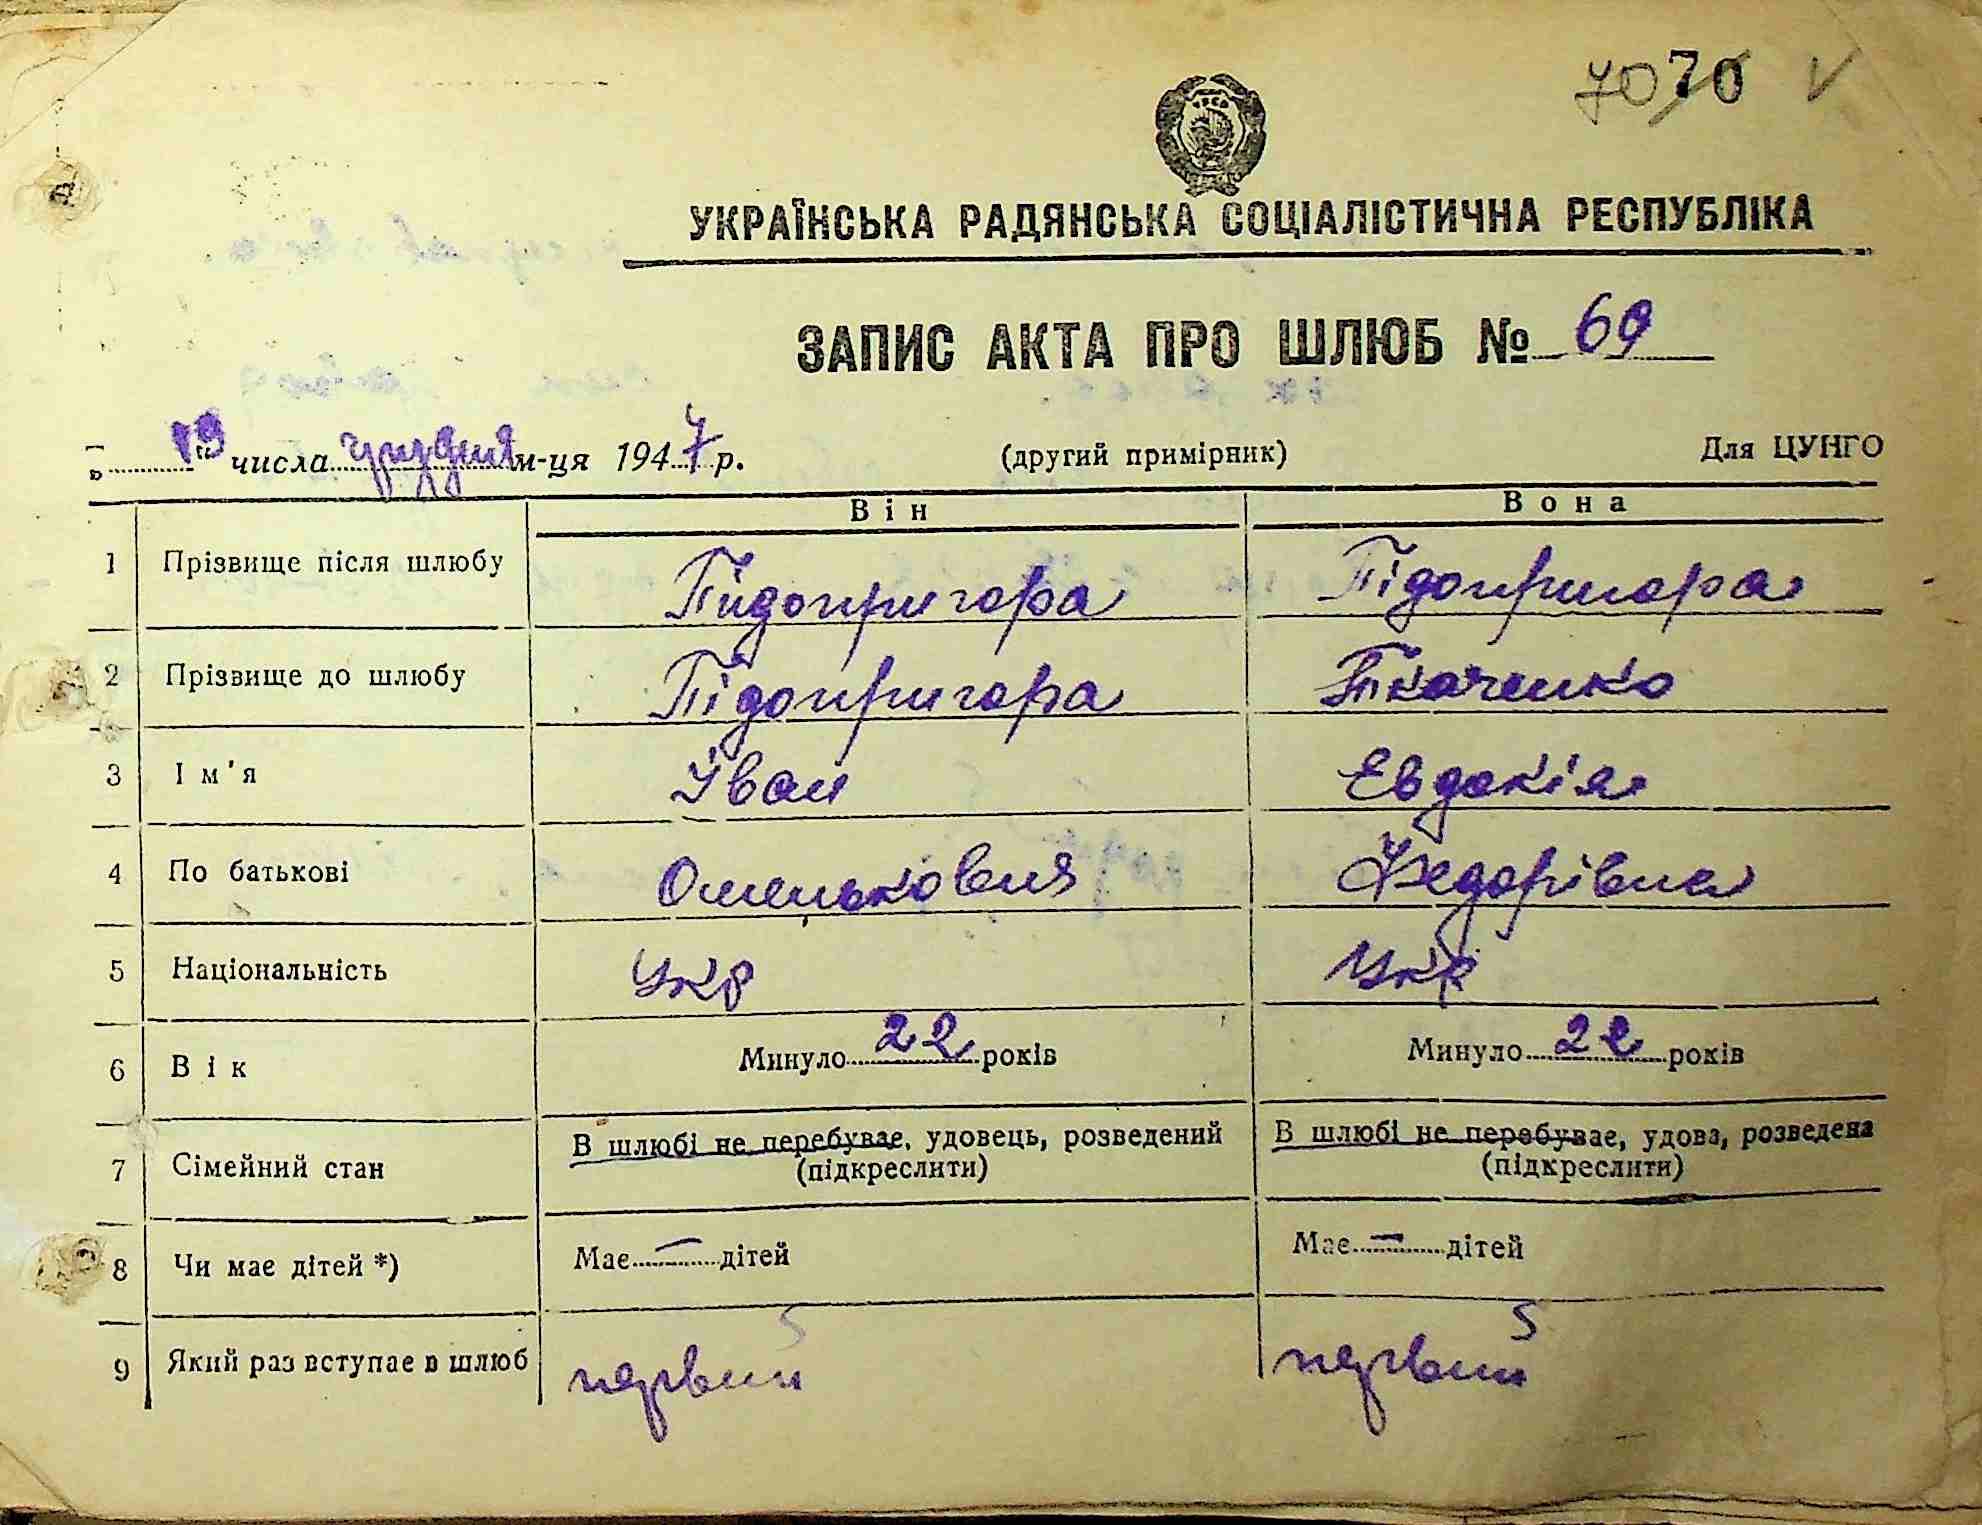 70 70 V
УКРАЇНСЬКА РАДЯНСЬКА СОЦІАЛІСТИЧНА РЕСПУБЛІКА
ЗАПИС АКТА ПРО ШЛЮБ № 69
„ 19 “ числа грудня м-ця 1947 р. (другий примірник) Для ЦУНГО
Він Вона
1 Прізвище після шлюбу Підопригора Підопригора
2 Прізвище до шлюбу Підопригора Ткаченко
3 Ім'я Іван Евдокія
4 По батькові Федорівна
5 Національність Укр Укр
6 Вік Минуло 22 років Минуло 22 років
7 Сімейний стан В шлюбі не перебуває, удовець, розведений В шлюбі не перебуває, удова, розведена
(підкреслити) (підкреслити)
8 Чи має дітей *) Має — дітей Має — дітей
9 Який раз вступає в шлюб первий первий